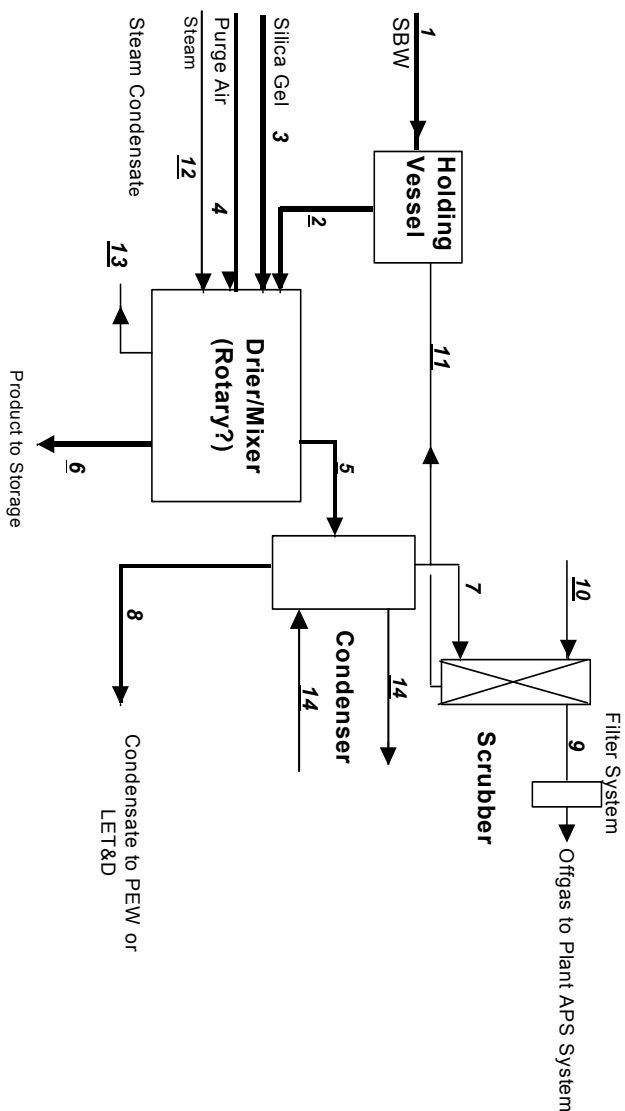 1
SBW
Holding
Vessel
2
11
Silica Gel
3
Purge Air
4
Steam
12
Steam Condensate
13
Drier/Mixer
(Rotary?)
5
6
Product to Storage
7
8
Condensate to PEW or
LET&D
Condenser
14
14
10
Scrubber
9
Filter System
Offgas to Plant APS System